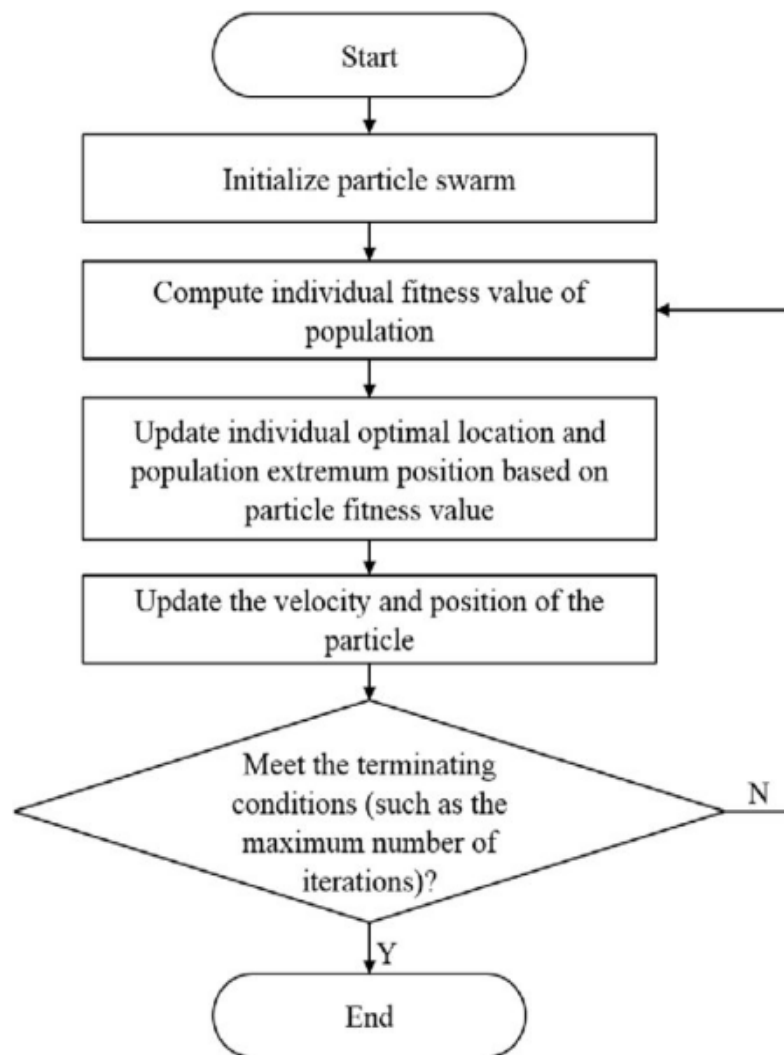 Start
Initialize particle swarm
Compute individual fitness value of
population
Update individual optimal location and
population extremum position based on
particle fitness value
Update the velocity and position of the
particle
Meet the terminating
conditions (such as the
maximum number of
iterations)?
N
Y
End